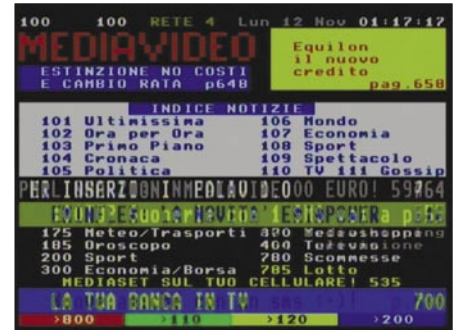 100 100 RETE 4 Lun 12 Nov 01:17:17
MEDIAVIDEO
Equilon
il nuovo
credito
pag.658
ESTINZIONE NO COSTI
E CAMBIO RATA p648
INDICE NOTIZIE
101 Ultimissima 106 Mondo
102 Ora per Ora 107 Economia
103 Primo Piano 108 Sport
104 Cronaca 109 Spettacolo
105 Politica 110 TV 111 Gossip
EURO!
175 Meteo/Trasporti
185 Oroscopo
200 Sport 780 Scommesse
300 Economia/Borsa 785 Lotto
MEDIASET SUL TUO CELLULARE! 535
LA TUA BANCA IN TV 700
>800 >110 >120 >200